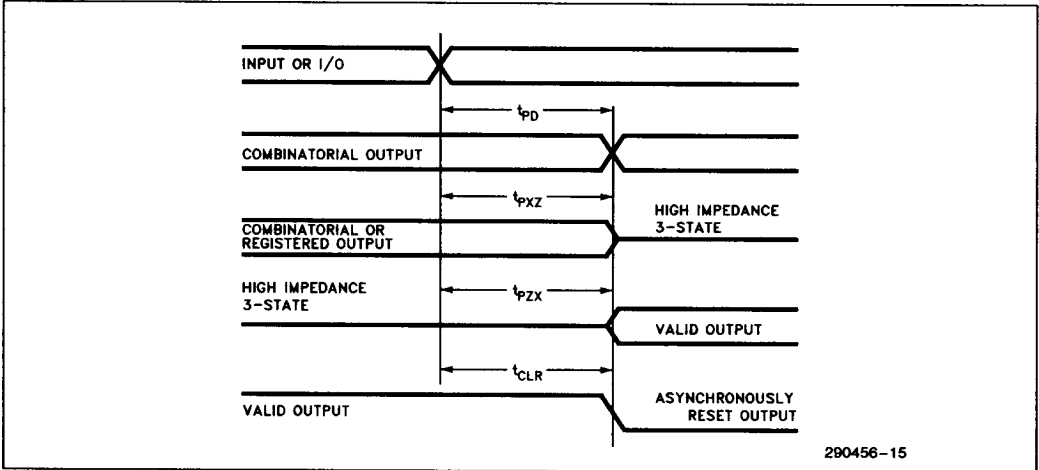 INPUT OR I/O
tPD
COMBINATORIAL OUTPUT
tPXZ
COMBINATORIAL OR
REGISTERED OUTPUT
HIGH IMPEDANCE
3-STATE
HIGH IMPEDANCE
3-STATE
tPZX
VALID OUTPUT
tCLR
VALID OUTPUT
ASYNCHRONOUSLY
RESET OUTPUT
290456-15